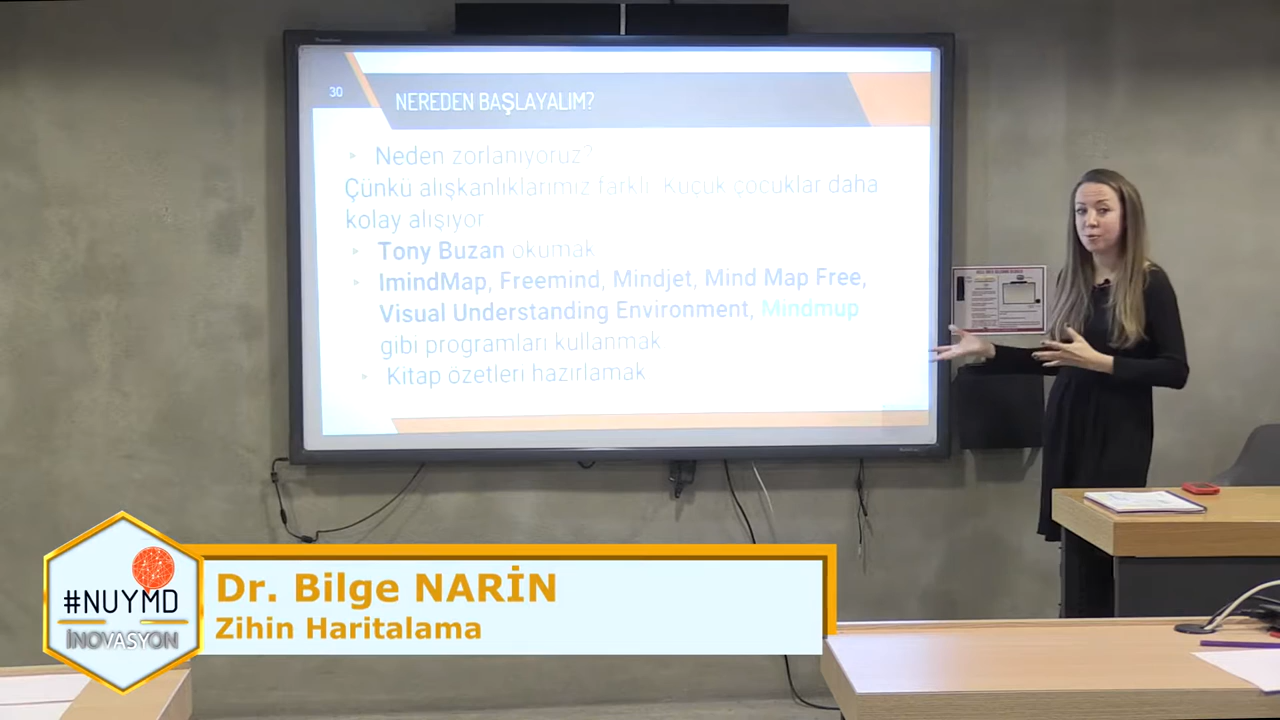 30
NEREDEN BAŞLAYALIM?
Neden zorlanıyoruz?
Çünkü alışkanlıklarımız farklı. Küçük çocuklar daha
kolay alışıyor
Tony Buzan okumak
ImindMap, Freemind, Mindjet, Mind Map Free,
Visual Understanding Environment, Mindmup
gibi programları kullanmak
Kitap özetleri hazırlamak
#NUYMD
İNOVASYON
Dr. Bilge NARİN
Zihin Haritalama